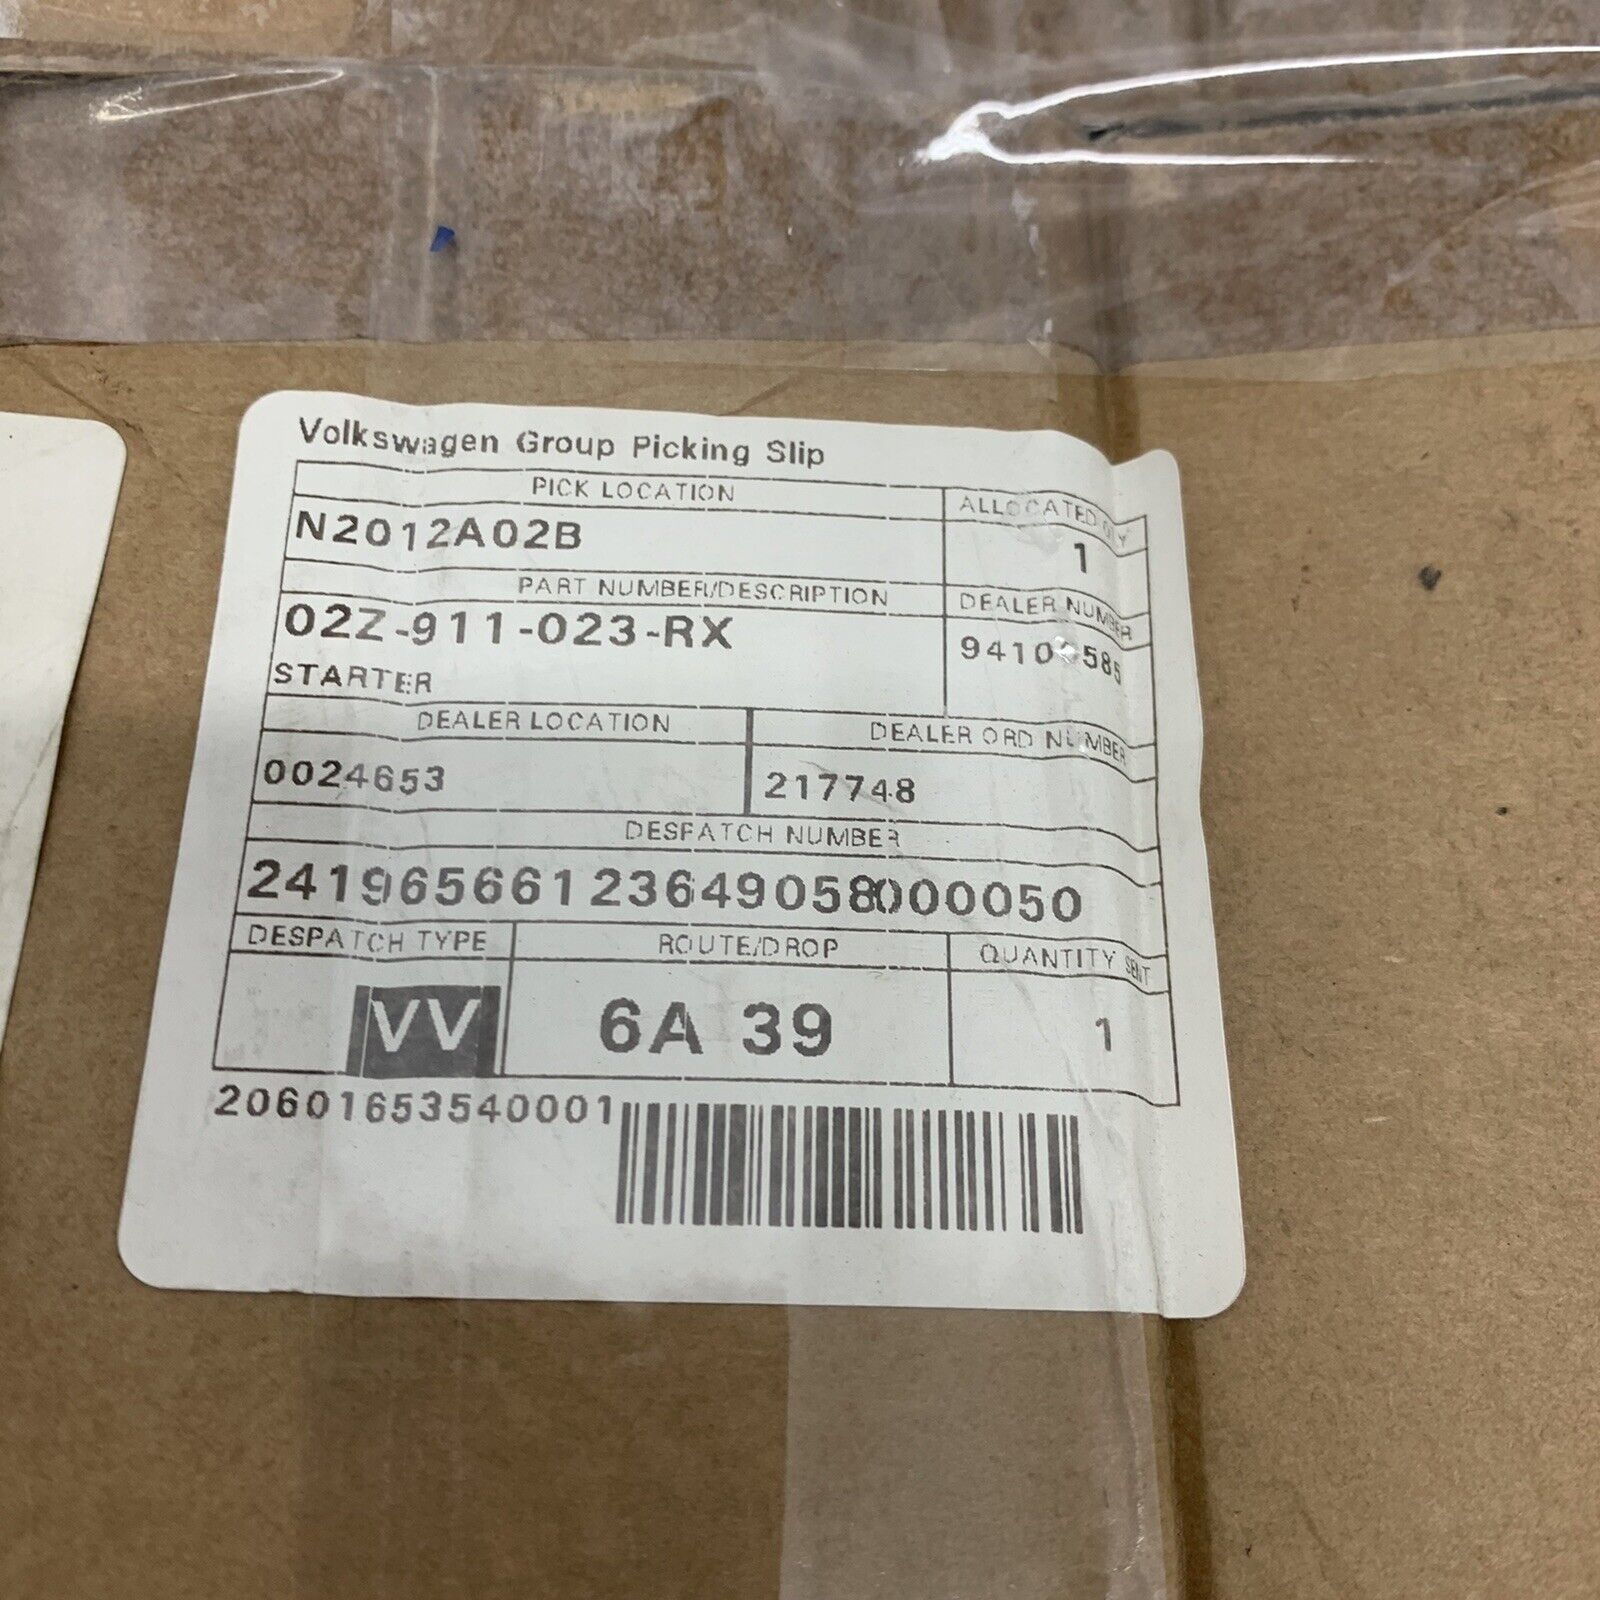 Volkswagen Group Picking Slip
PICK LOCATION
ALLOCATED QTY
N2012A02B
1
PART NUMBER/DESCRIPTION
DEALER NUMBER
02Z-911-023-RX
STARTER
DEALER LOCATION
DEALER ORD NUMBER
0024653
217748
DESPATCH NUMBER
241965661236490580000050
DESPATCH TYPE
ROUTE/DROP
QUANTITY SENT
VV
6A 39
1
20601653540001